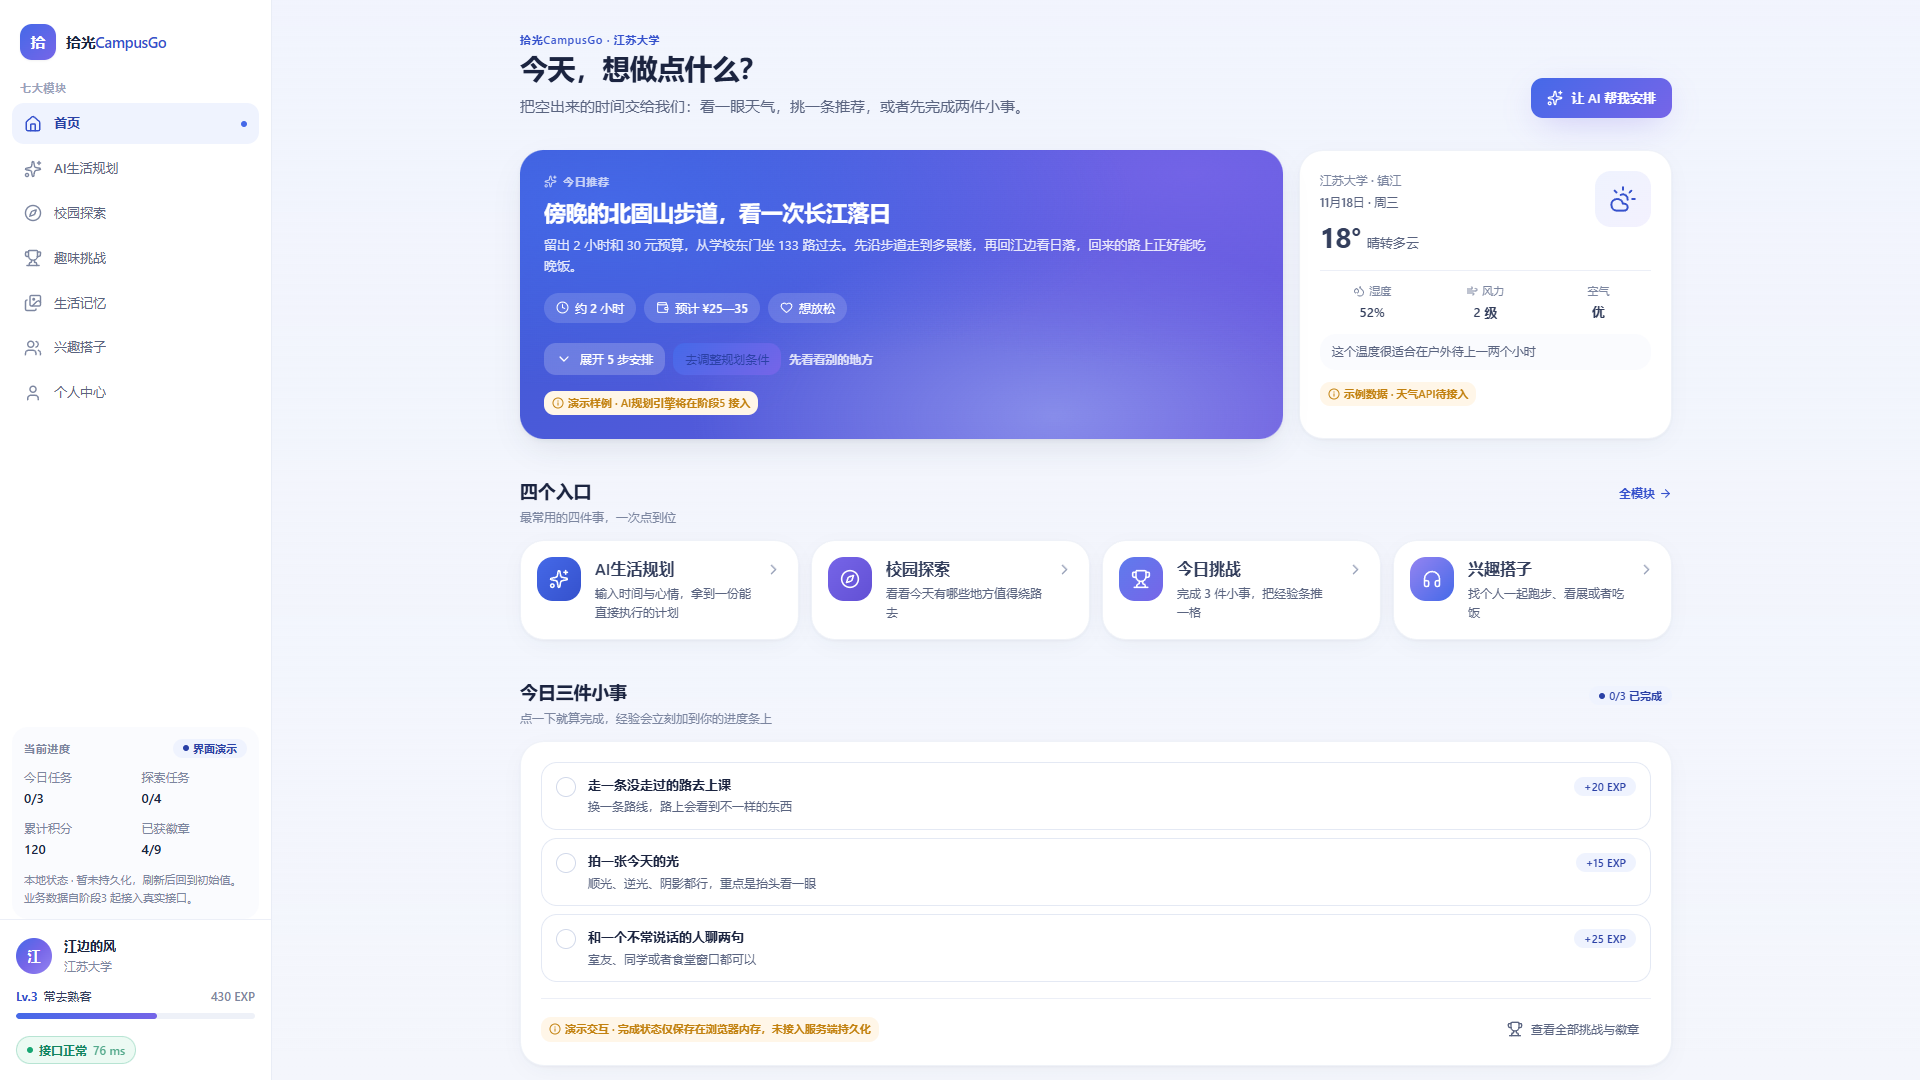 拾 拾光CampusGo
七大模块
首页
AI生活规划
校园探索
趣味挑战
生活记忆
兴趣搭子
个人中心
当前进度 界面演示
今日任务 探索任务
0/3 0/4
累计积分 已获徽章
120 4/9
本地状态 · 暂未持久化，刷新后回到初始值。
业务数据自阶段3 起接入真实接口。
江 江边的风
江苏大学
Lv.3 常去熟客 430 EXP
接口正常 76 ms
拾光CampusGo · 江苏大学
今天，想做点什么？
把空出来的时间交给我们：看一眼天气，挑一条推荐，或者先完成两件小事。
让 AI 帮我安排
今日推荐
傍晚的北固山步道，看一次长江落日
留出 2 小时和 30 元预算，从学校东门坐 133 路过去。先沿步道走到多景楼，再回江边看日落，回来的路上正好能吃
晚饭。
约 2 小时 预计 ¥25—35 想放松
展开 5 步安排 去调整规划条件 先看看别的地方
演示样例 · AI规划引擎将在阶段5 接入
江苏大学 · 镇江
11月18日 · 周三
18° 晴转多云
湿度 风力 空气
52% 2 级 优
这个温度很适合在户外待上一两个小时
示例数据 · 天气API待接入
四个入口
最常用的四件事，一次点到位
全模块
AI生活规划
输入时间与心情，拿到一份能
直接执行的计划
校园探索
看看今天有哪些地方值得绕路
去
今日挑战
完成 3 件小事，把经验条推
一格
兴趣搭子
找个人一起跑步、看展或者吃
饭
今日三件小事
点一下就算完成，经验会立刻加到你的进度条上
0/3 已完成
走一条没走过的路去上课
换一条路线，路上会看到不一样的东西
+20 EXP
拍一张今天的光
顺光、逆光、阴影都行，重点是抬头看一眼
+15 EXP
和一个不常说话的人聊两句
室友、同学或者食堂窗口都可以
+25 EXP
演示交互 · 完成状态仅保存在浏览器内存，未接入服务端持久化
查看全部挑战与徽章